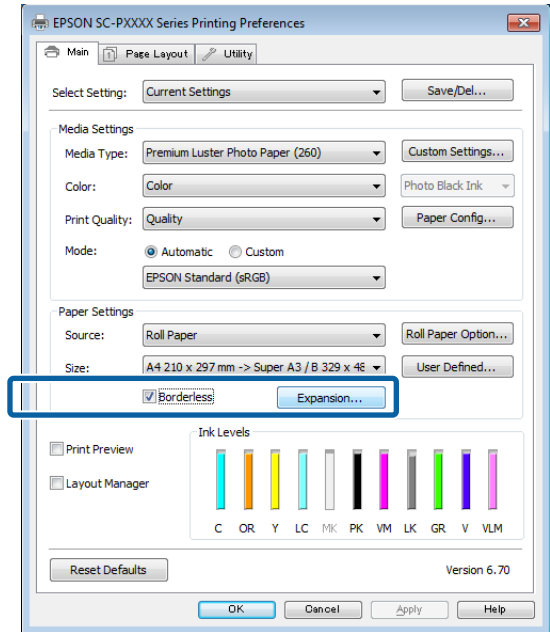 EPSON SC-PXXXX Series Printing Preferences
Main Page Layout Utility
Select Setting: Current Settings Save/Del...
Media Settings
Media Type: Premium Luster Photo Paper (260) Custom Settings...
Color: Color Photo Black Ink
Print Quality: Quality Paper Config...
Mode: Automatic Custom
EPSON Standard (sRGB)
Paper Settings
Source: Roll Paper Roll Paper Option...
Size: A4 210 x 297 mm -> Super A3 / B 329 x 48 User Defined...
Borderless Expansion...
Ink Levels
Print Preview
Layout Manager
C OR Y LC MK PK VM LK GR V VLM
Reset Defaults Version 6.70
OK Cancel Apply Help